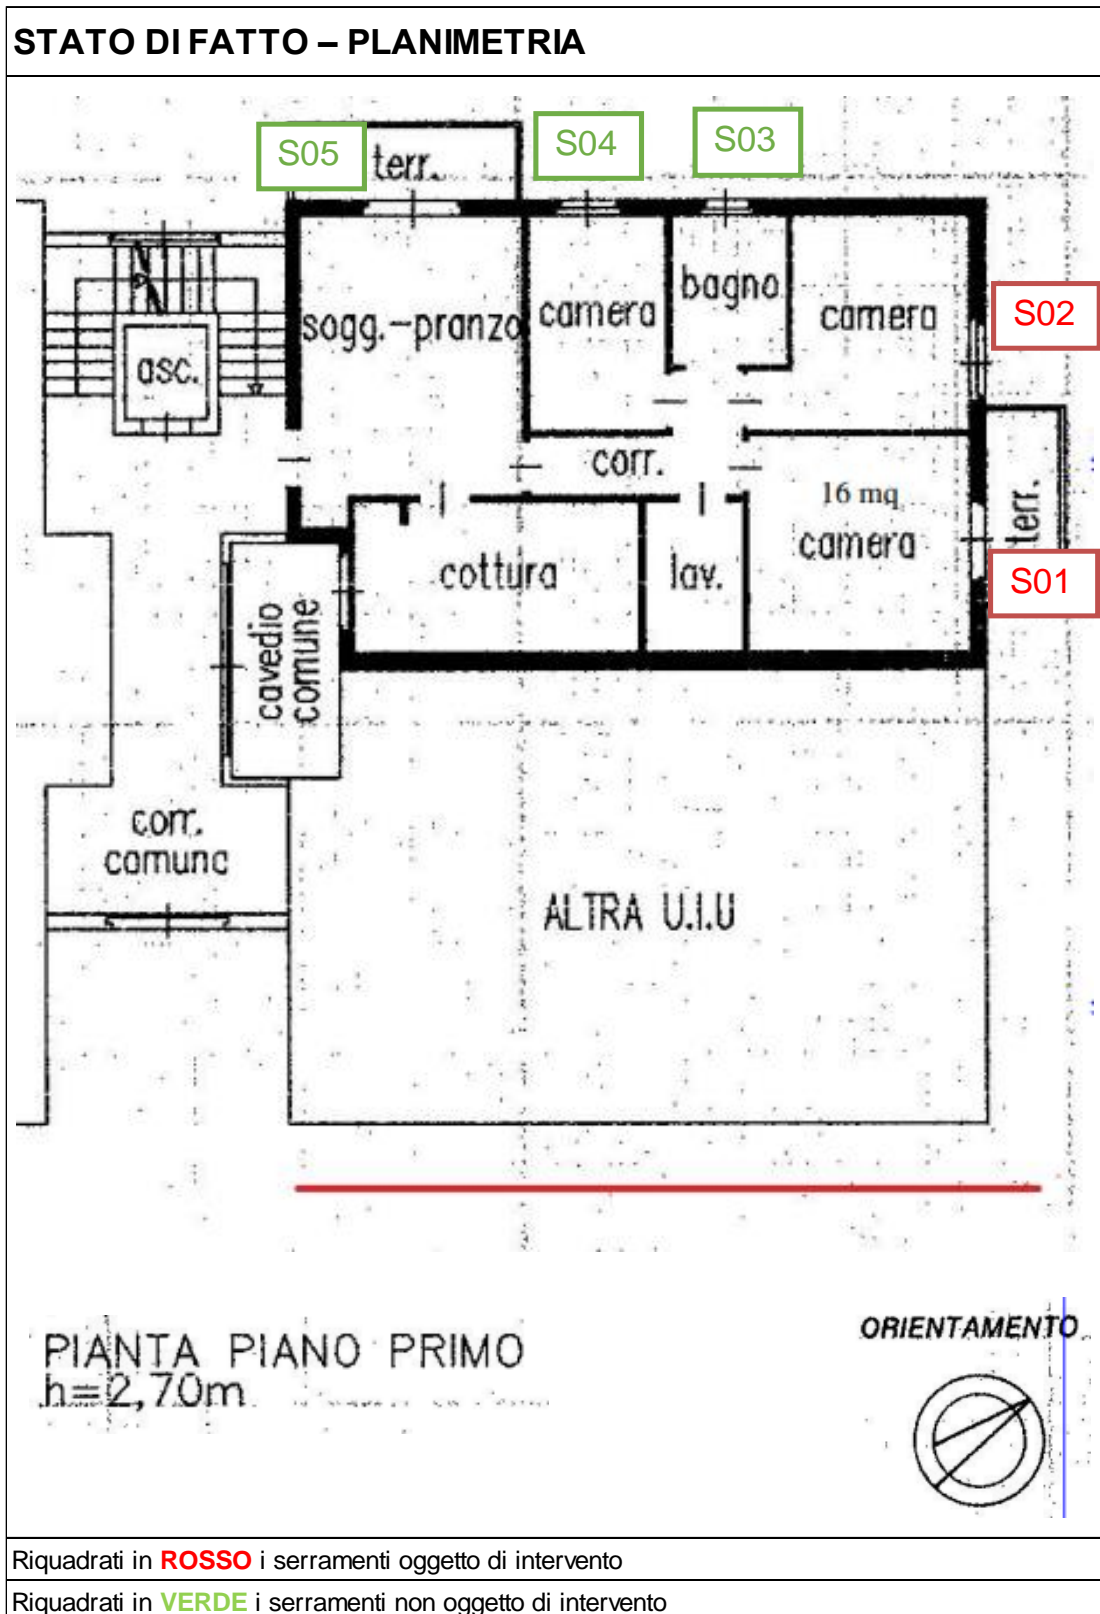 STATO DI FATTO – PLANIMETRIA
S05
terr.
S04
S03
sogg.-pranzo
camera
bagno
camera
S02
asc.
corr.
16 mq
camera
terr.
S01
cottura
lav.
cavedio
comune
corr.
comune
ALTRA U.I.U
PIANTA PIANO PRIMO
h=2,70m
ORIENTAMENTO
Riquadrati in ROSSO i serramenti oggetto di intervento
Riquadrati in VERDE i serramenti non oggetto di intervento